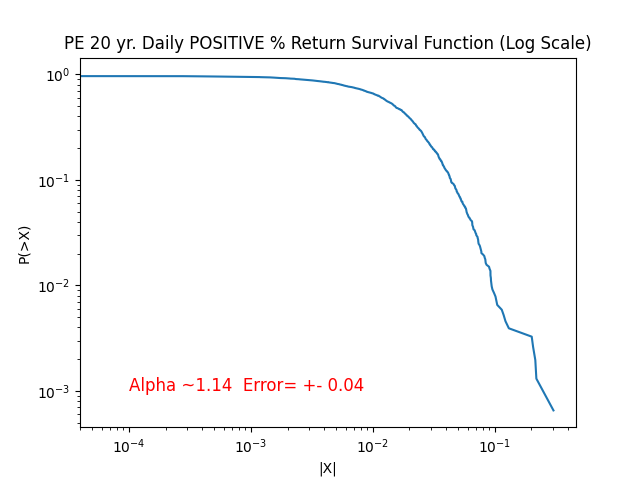 PE 20 yr. Daily POSITIVE % Return Survival Function (Log Scale)
10⁰
10⁻¹
10⁻²
10⁻³
P(>X)
Alpha ~1.14  Error= +- 0.04
10⁻⁴
10⁻³
10⁻²
10⁻¹
|X|